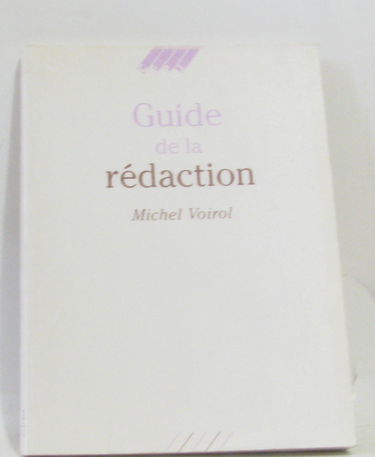 Guide
de la
rédaction
Michel Voirol